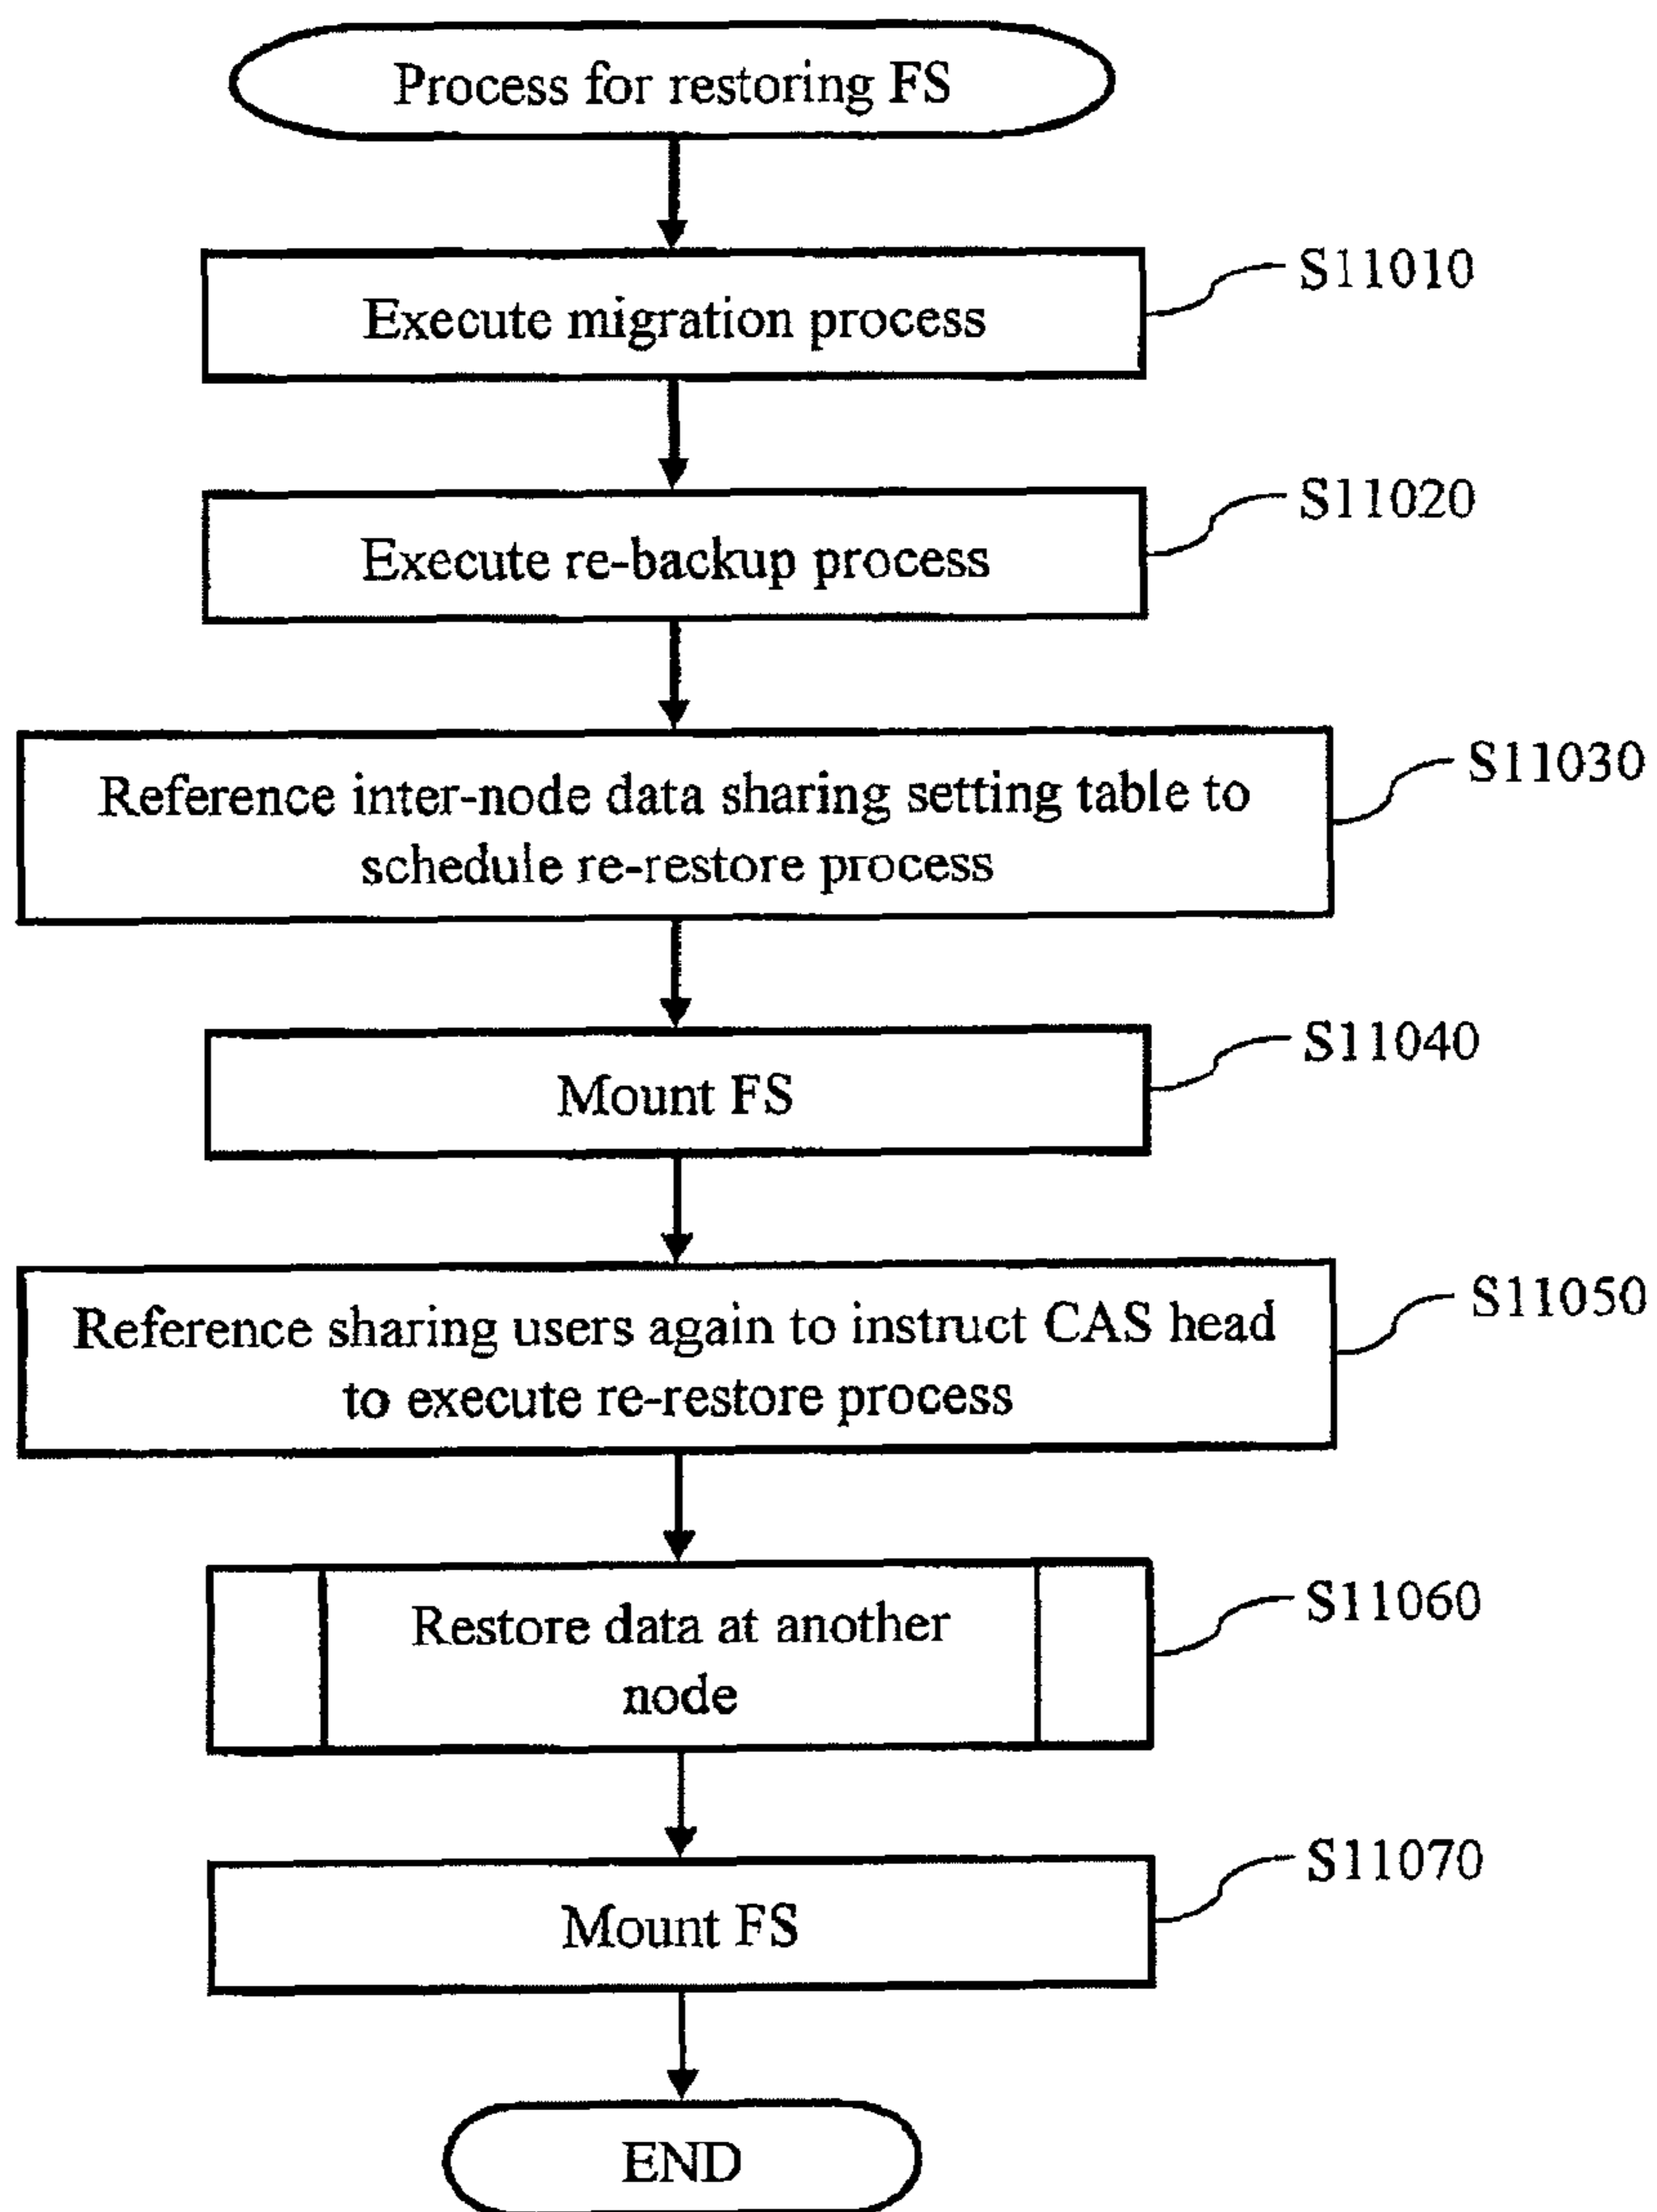 Process for restoring FS
S11010
Execute migration process
S11020
Execute re-backup process
S11030
Reference inter-node data sharing setting table to
schedule re-restore process
S11040
Mount FS
S11050
Reference sharing users again to instruct CAS head
to execute re-restore process
S11060
Restore data at another
node
S11070
Mount FS
END